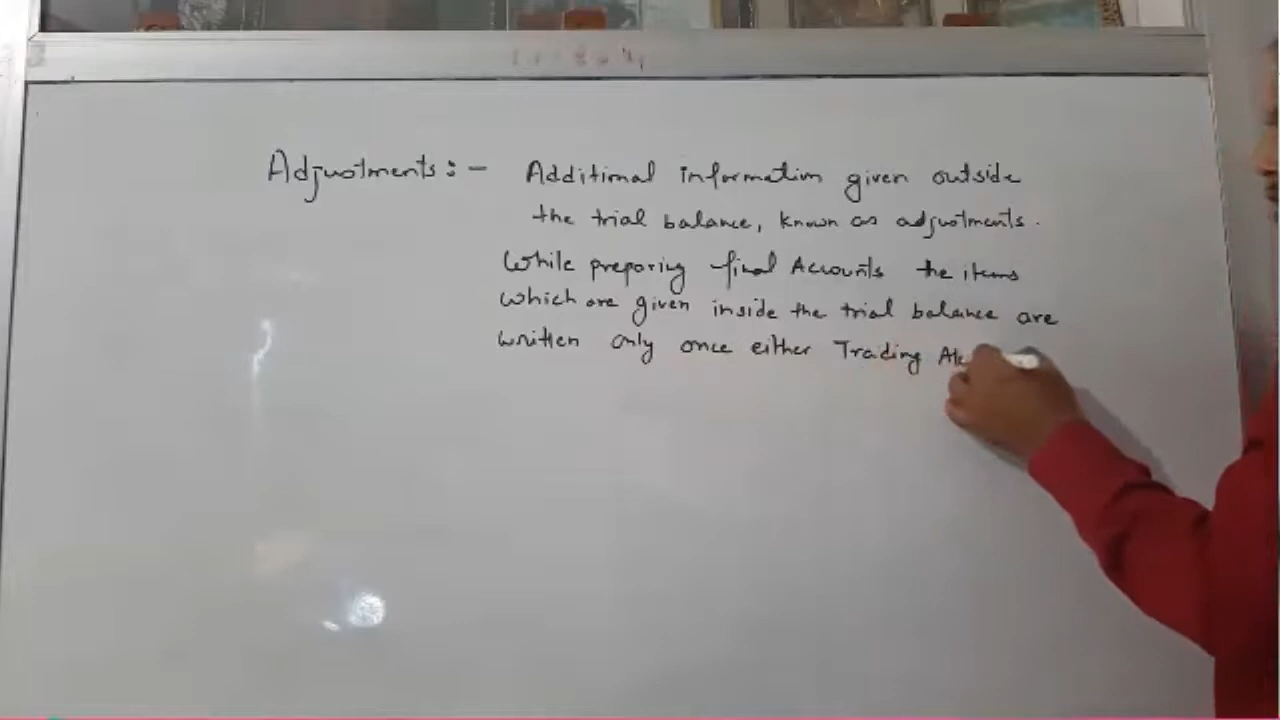 Adjustments :- Additional information given outside
the trial balance, known as adjustments.
While preparing final Accounts the items
which are given inside the trial balance are
written only once either Trading